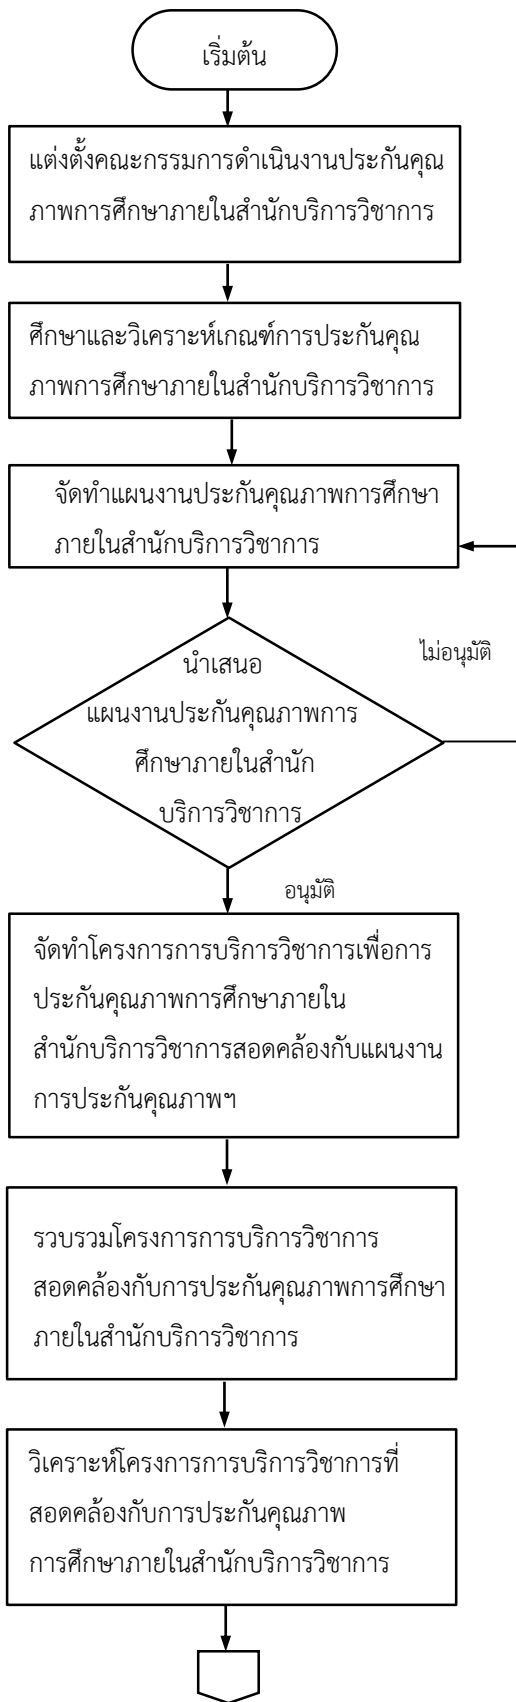 เริ่มต้น
แต่งตั้งคณะกรรมการดำเนินงานประกันคุณ
ภาพการศึกษาภายในสำนักบริการวิชาการ
ศึกษาและวิเคราะห์เกณฑ์การประกันคุณ
ภาพการศึกษาภายในสำนักบริการวิชาการ
จัดทำแผนงานประกันคุณภาพการศึกษา
ภายในสำนักบริการวิชาการ
ไม่อนุมัติ
นำเสนอ
แผนงานประกันคุณภาพการ
ศึกษาภายในสำนัก
บริการวิชาการ
อนุมัติ
จัดทำโครงการการบริการวิชาการเพื่อการ
ประกันคุณภาพการศึกษาภายใน
สำนักบริการวิชาการสอดคล้องกับแผนงาน
การประกันคุณภาพฯ
รวบรวมโครงการการบริการวิชาการ
สอดคล้องกับการประกันคุณภาพการศึกษา
ภายในสำนักบริการวิชาการ
วิเคราะห์โครงการการบริการวิชาการที่
สอดคล้องกับการประกันคุณภาพ
การศึกษาภายในสำนักบริการวิชาการ